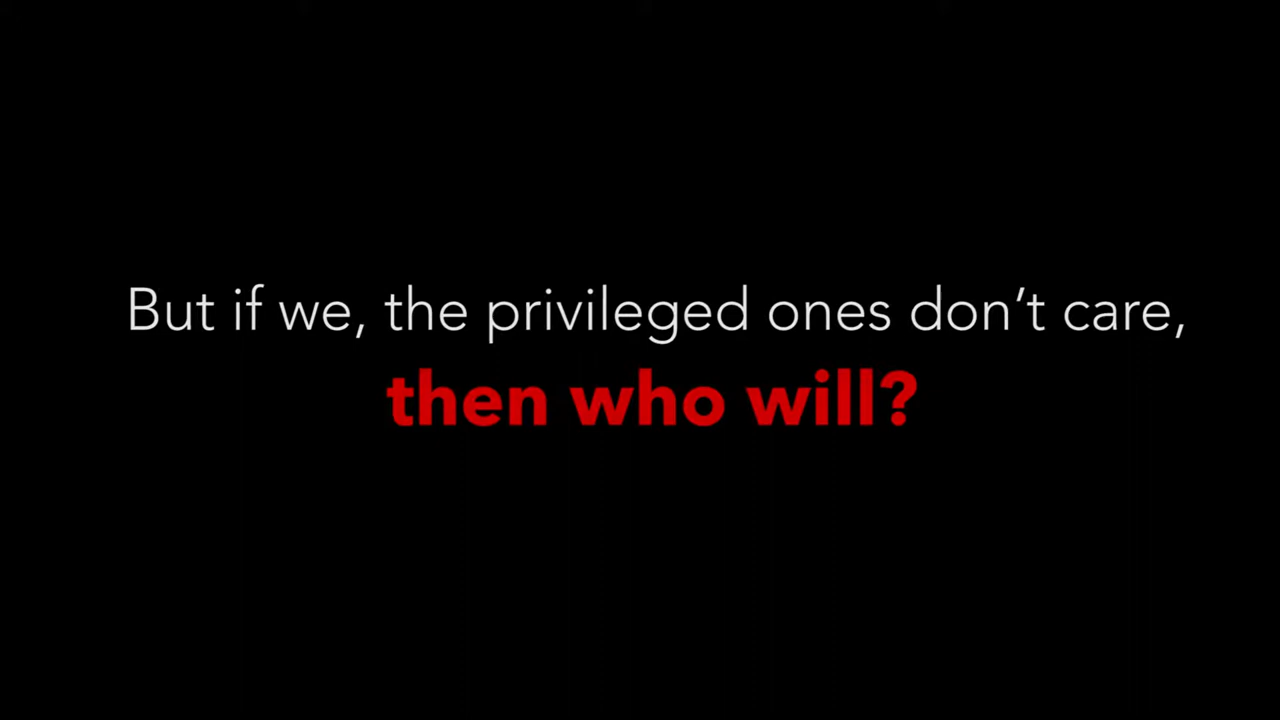 But if we, the privileged ones don’t care,
then who will?